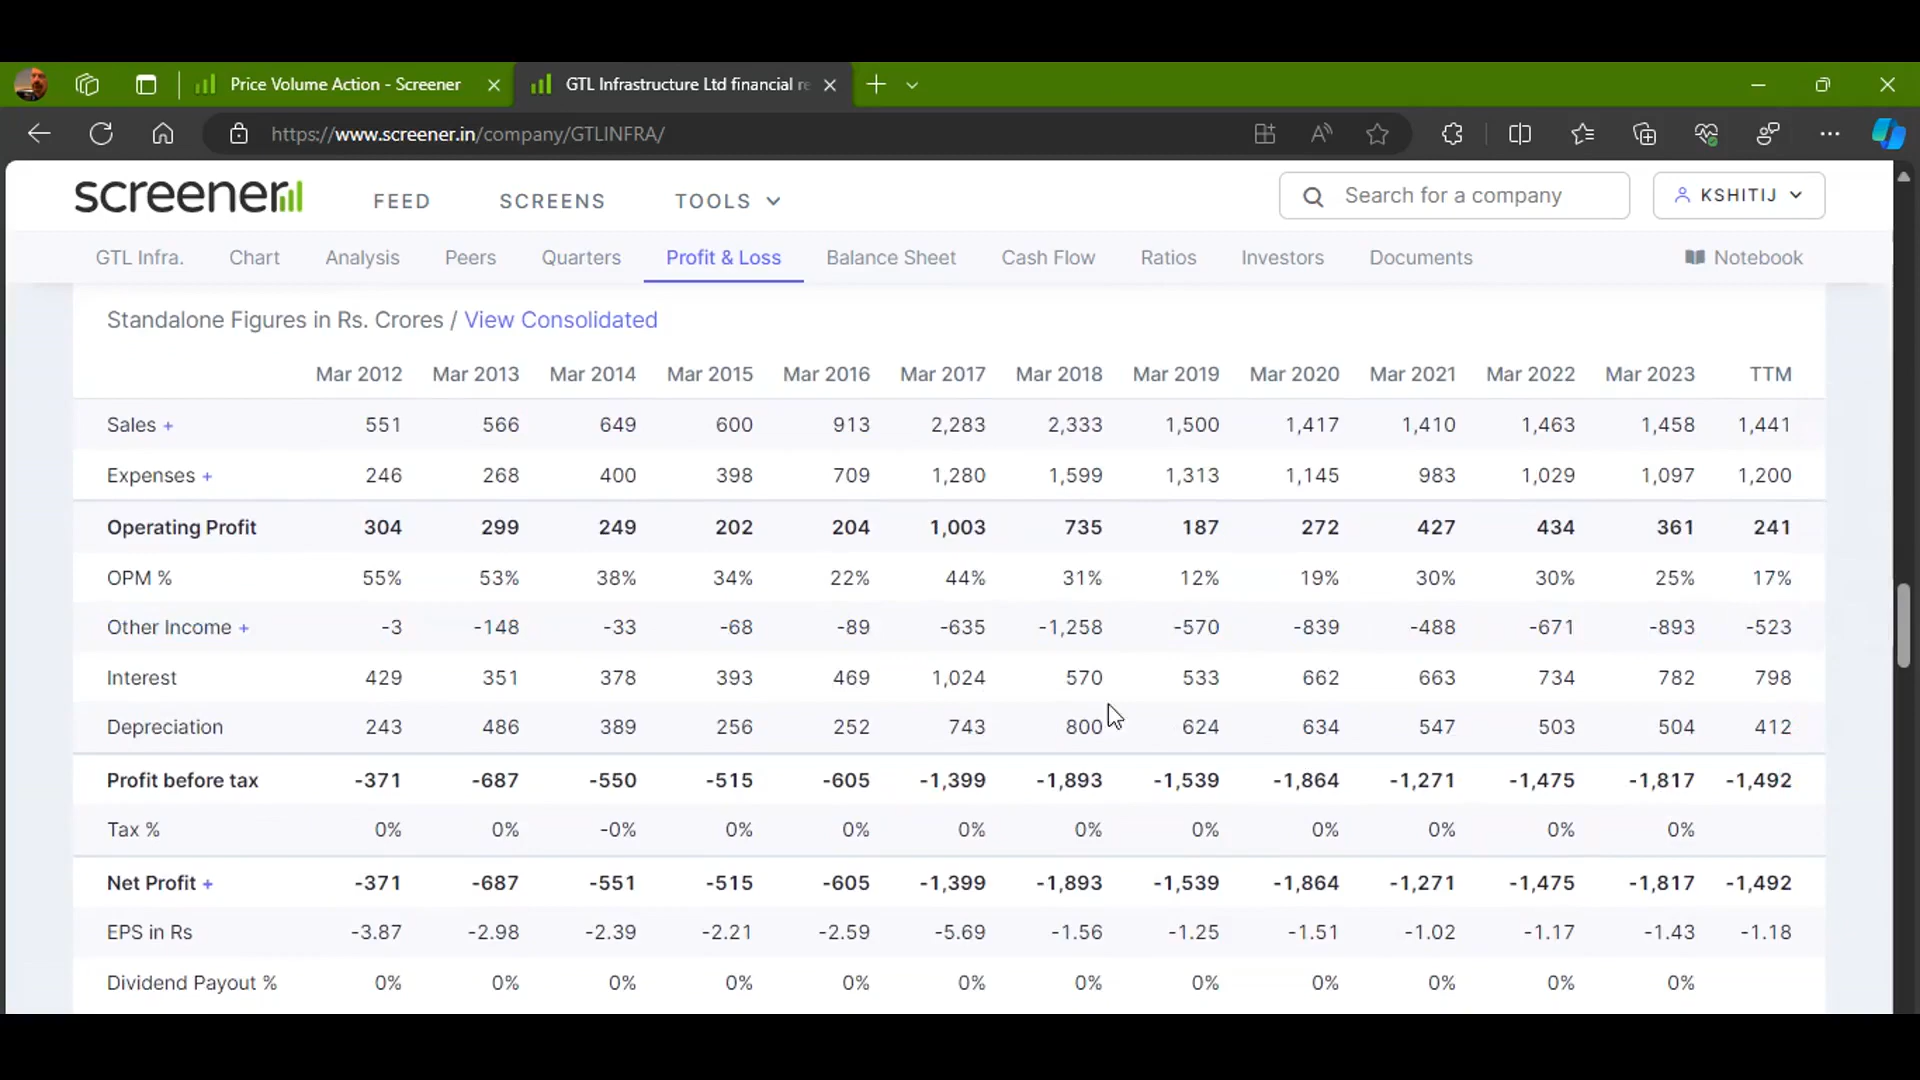 Price Volume Action - Screener
GTL Infrastructure Ltd financial re
https://www.screener.in/company/GTLINFRA/
screener
FEED SCREENS TOOLS
Search for a company
KSHITIJ
GTL Infra. Chart Analysis Peers Quarters Profit & Loss Balance Sheet Cash Flow Ratios Investors Documents Notebook
Standalone Figures in Rs. Crores / View Consolidated
Mar 2012 Mar 2013 Mar 2014 Mar 2015 Mar 2016 Mar 2017 Mar 2018 Mar 2019 Mar 2020 Mar 2021 Mar 2022 Mar 2023 TTM
Sales + 551 566 649 600 913 2,283 2,333 1,500 1,417 1,410 1,463 1,458 1,441
Expenses + 246 268 400 398 709 1,280 1,599 1,313 1,145 983 1,029 1,097 1,200
Operating Profit 304 299 249 202 204 1,003 735 187 272 427 434 361 241
OPM % 55% 53% 38% 34% 22% 44% 31% 12% 19% 30% 30% 25% 17%
Other Income + -3 -148 -33 -68 -89 -635 -1,258 -570 -839 -488 -671 -893 -523
Interest 429 351 378 393 469 1,024 570 533 662 663 734 782 798
Depreciation 243 486 389 256 252 743 800 624 634 547 503 504 412
Profit before tax -371 -687 -550 -515 -605 -1,399 -1,893 -1,539 -1,864 -1,271 -1,475 -1,817 -1,492
Tax % 0% 0% -0% 0% 0% 0% 0% 0% 0% 0% 0% 0%
Net Profit + -371 -687 -551 -515 -605 -1,399 -1,893 -1,539 -1,864 -1,271 -1,475 -1,817 -1,492
EPS in Rs -3.87 -2.98 -2.39 -2.21 -2.59 -5.69 -1.56 -1.25 -1.51 -1.02 -1.17 -1.43 -1.18
Dividend Payout % 0% 0% 0% 0% 0% 0% 0% 0% 0% 0% 0% 0%